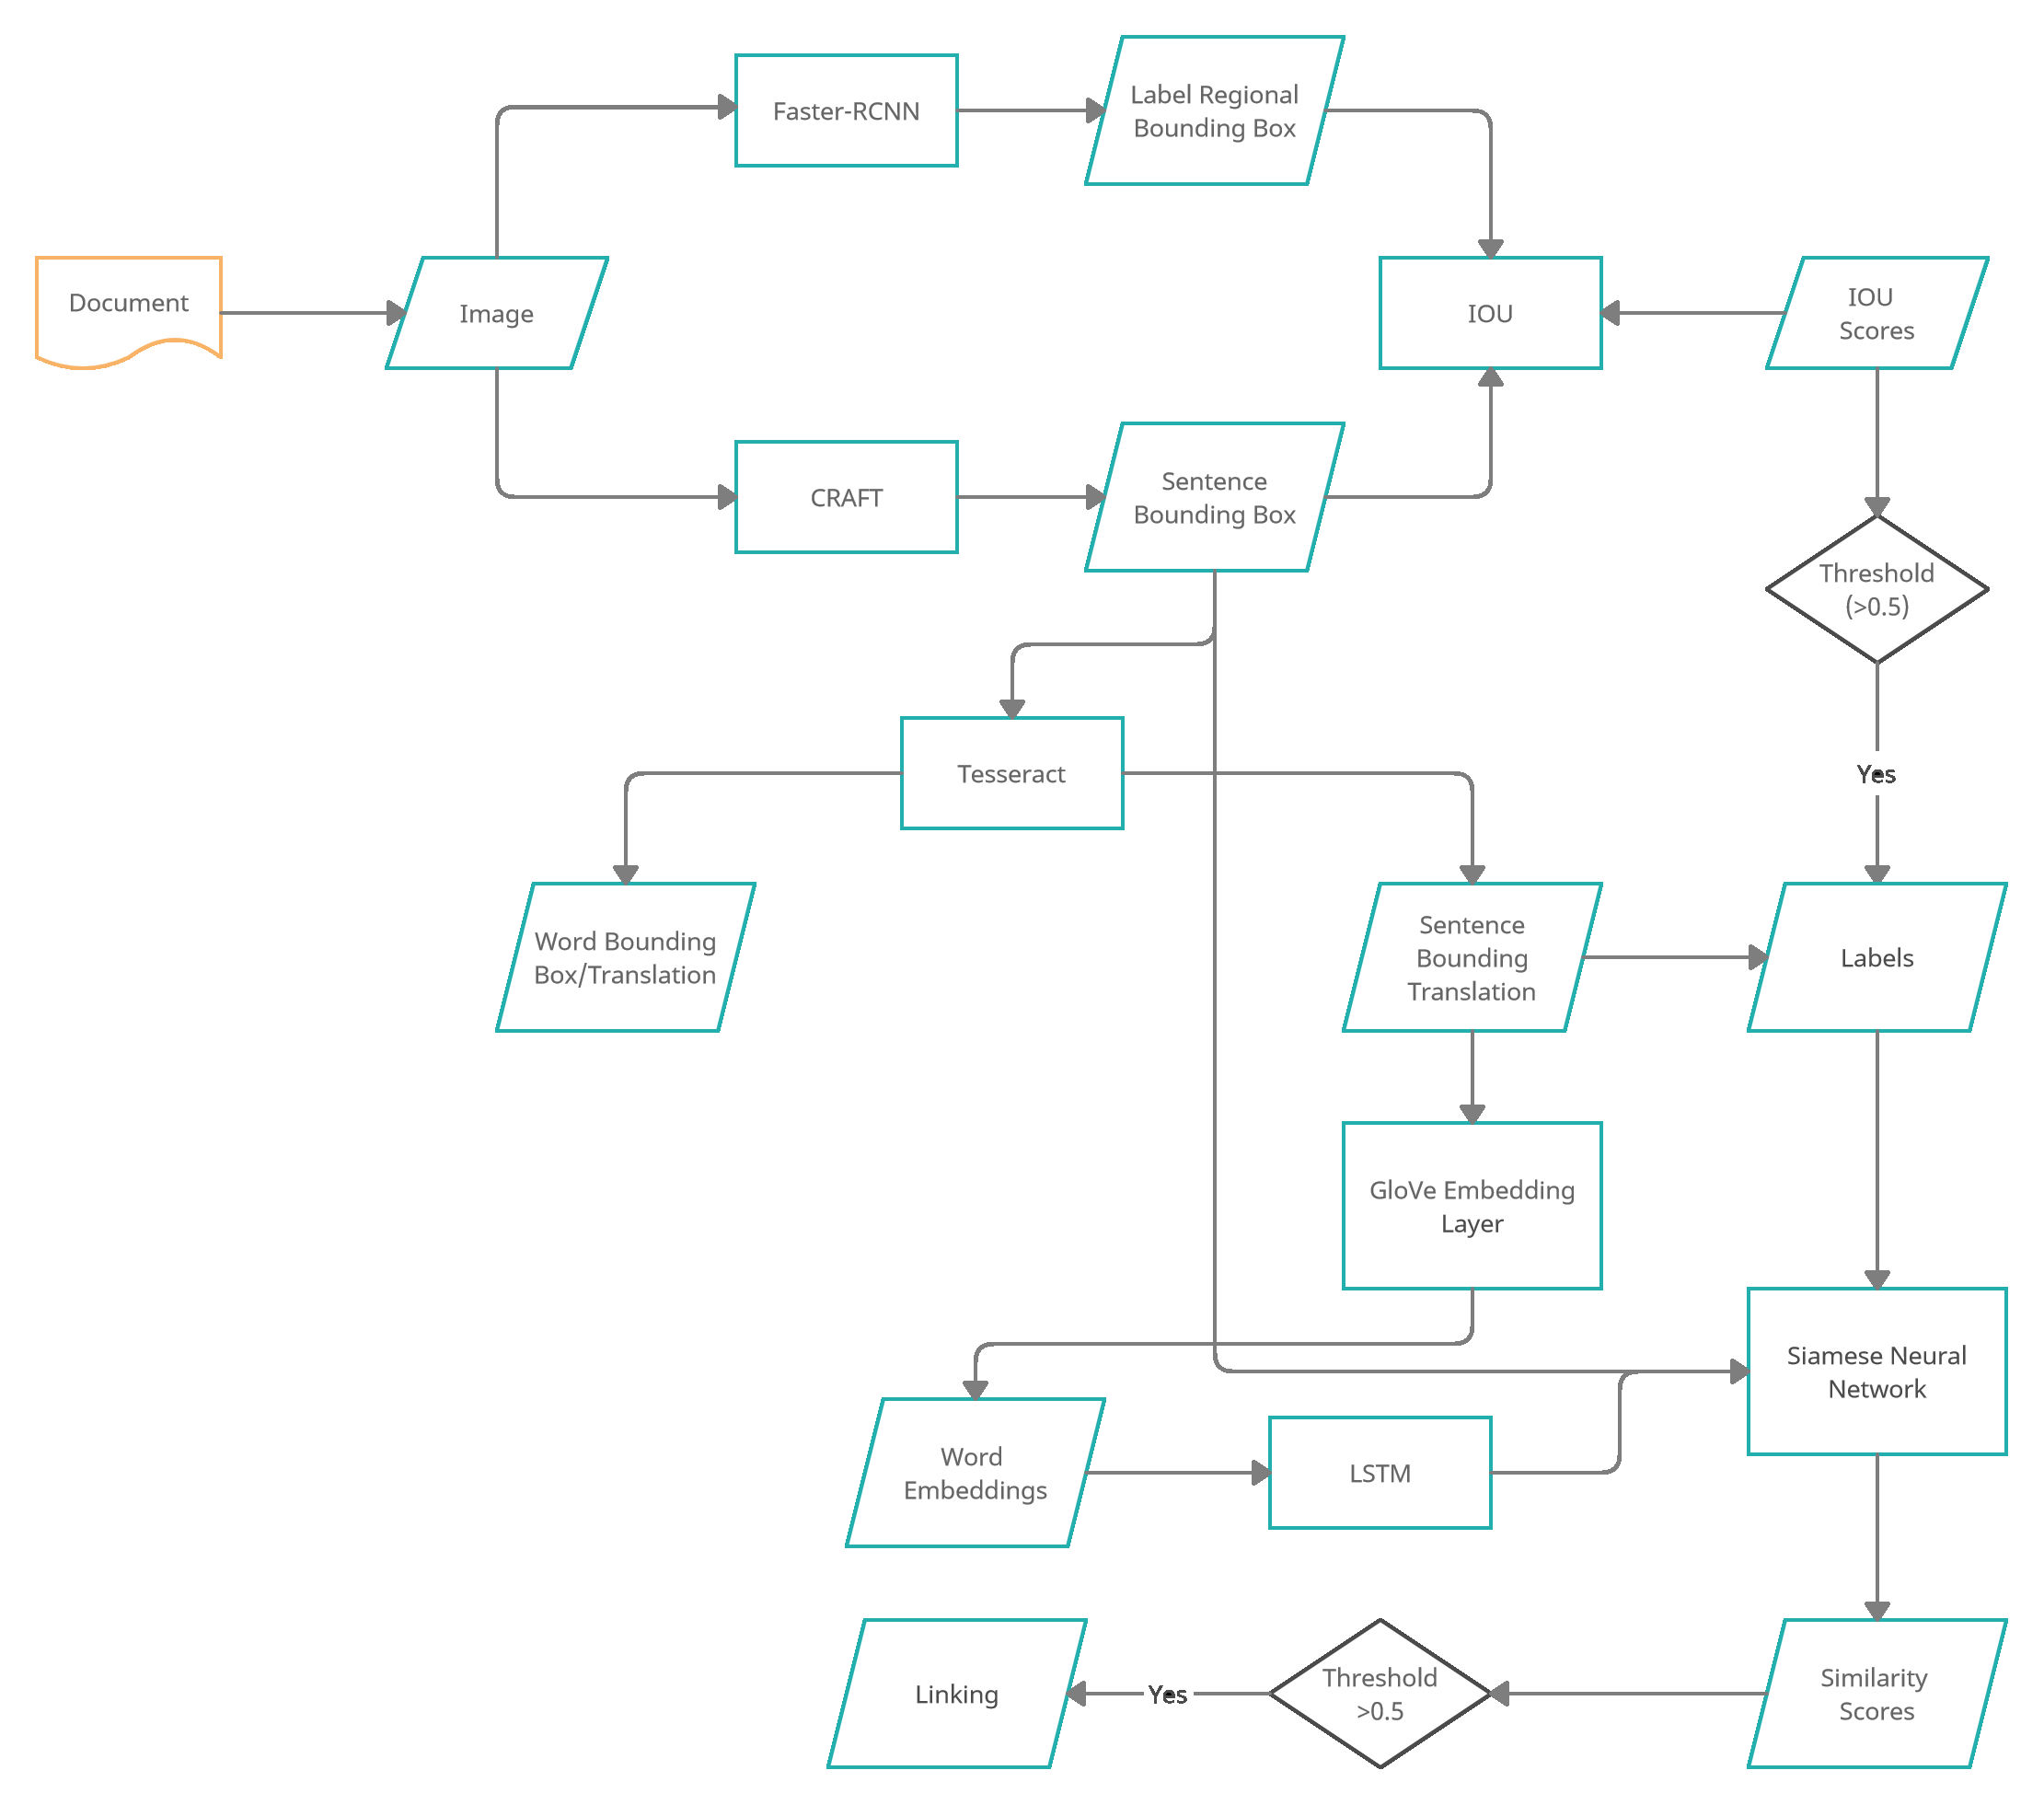 Faster-RCNN
Label Regional
Bounding Box
Document
Image
IOU
IOU
Scores
CRAFT
Sentence
Bounding Box
Threshold
(>0.5)
Tesseract
Yes
Word Bounding
Box/Translation
Sentence
Bounding
Translation
Labels
GloVe Embedding
Layer
Siamese Neural
Network
Word
Embeddings
LSTM
Linking
Yes
Threshold
>0.5
Similarity
Scores